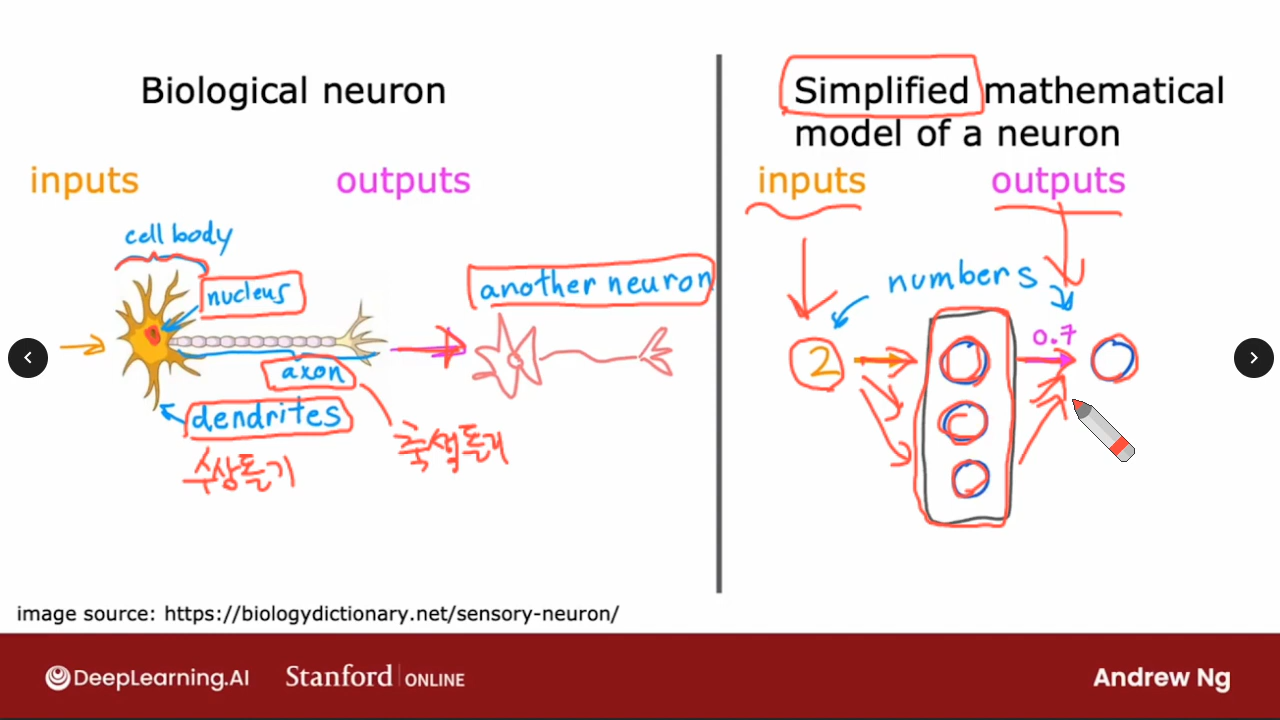 Biological neuron
inputs
outputs
cell body
nucleus
another neuron
axon
dendrites
수상돌기
축색돌기
image source: https://biologydictionary.net/sensory-neuron/
Simplified mathematical
model of a neuron
inputs
outputs
numbers
2
0.7
DeepLearning.AI
Stanford ONLINE
Andrew Ng